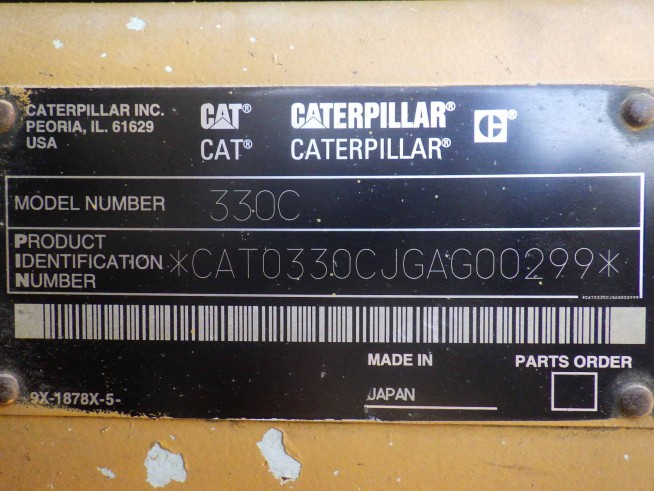 CATERPILLAR INC.
PEORIA, IL. 61629
USA
CAT® CATERPILLAR® C®
CAT® CATERPILLAR®
MODEL NUMBER 330C
PRODUCT
IDENTIFICATION *CAT0330CJGAG00299*
NUMBER
*CAT0330CJGAG00299*
MADE IN PARTS ORDER
JAPAN
9X-1878X-5-